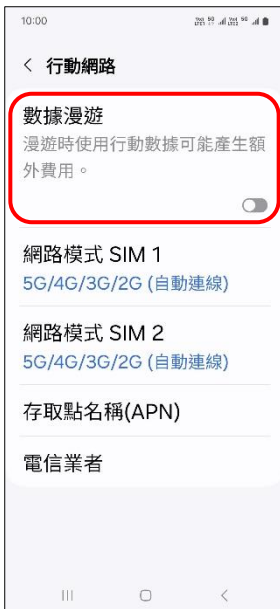 10:00
行動網路
數據漫遊
漫遊時使用行動數據可能產生額
外費用。
網路模式 SIM 1
5G/4G/3G/2G (自動連線)
網路模式 SIM 2
5G/4G/3G/2G (自動連線)
存取點名稱(APN)
電信業者